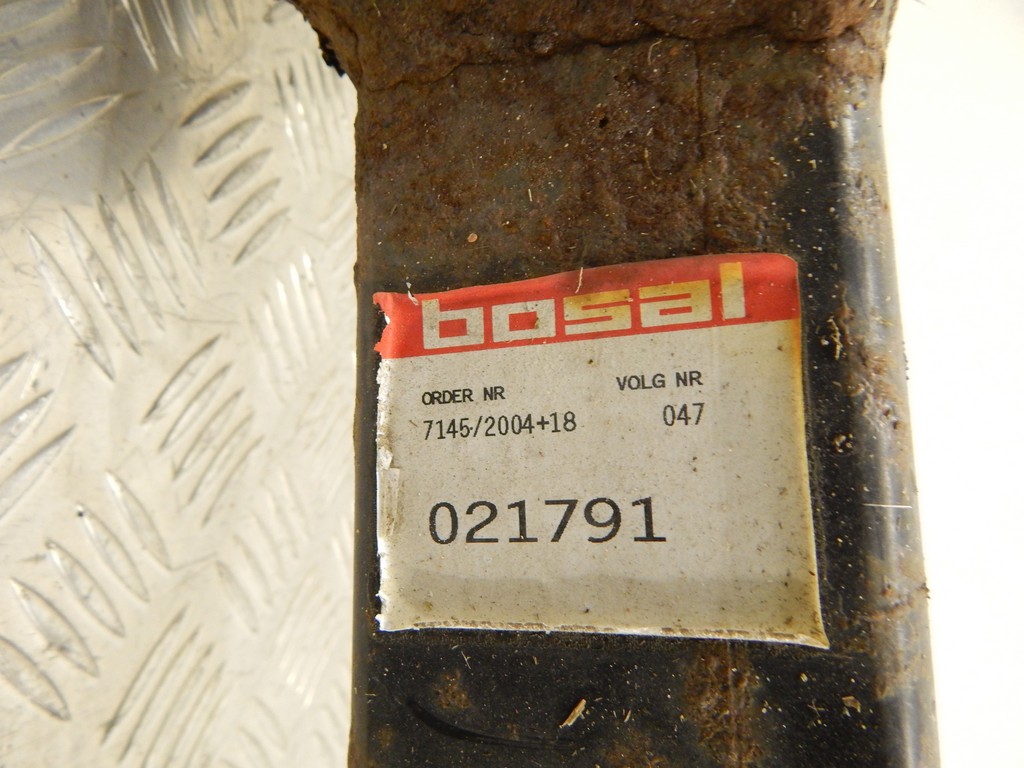 bosal
ORDER NR VOLG NR
7145/2004+18 047
021791